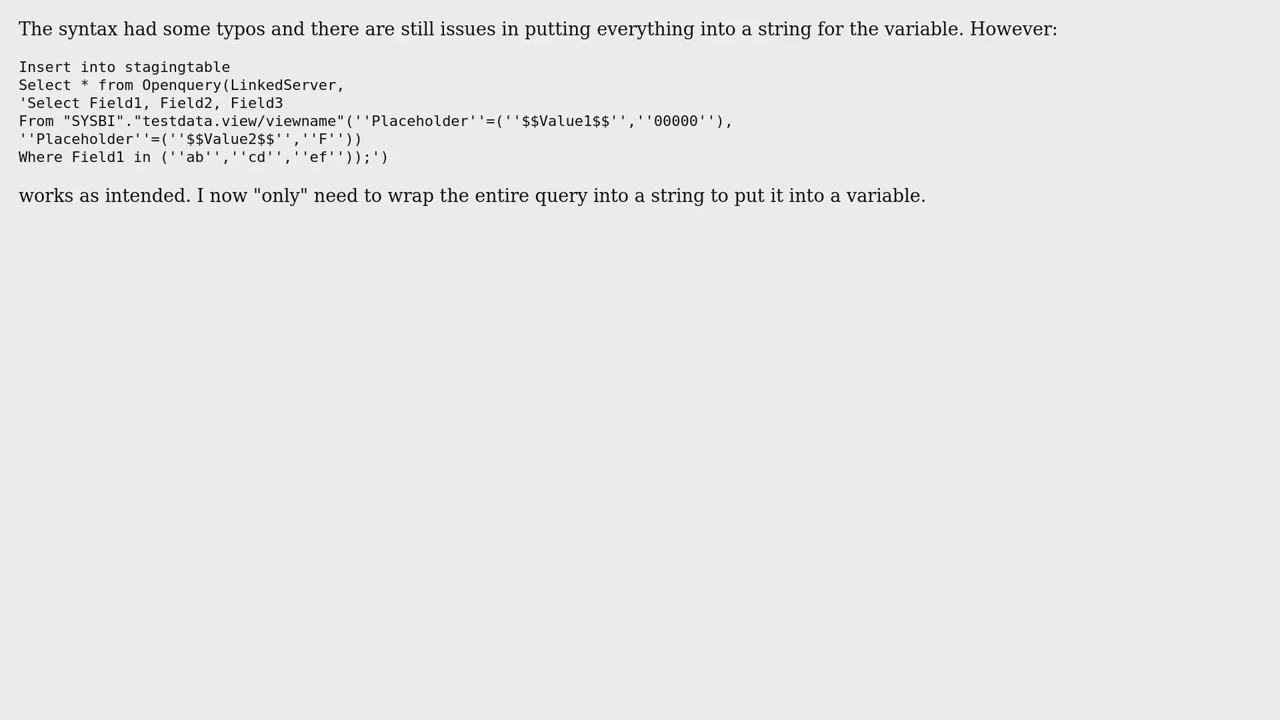 The syntax had some typos and there are still issues in putting everything into a string for the variable. However:
Insert into stagingtable
Select * from Openquery(LinkedServer,
'Select Field1, Field2, Field3
From "SYSBI"."testdata.view/viewname"(''Placeholder''=(''$$Value1$$'',''00000''),
''Placeholder''=(''$$Value2$$'',''F''))
Where Field1 in (''ab'',''cd'',''ef''));')
works as intended. I now "only" need to wrap the entire query into a string to put it into a variable.